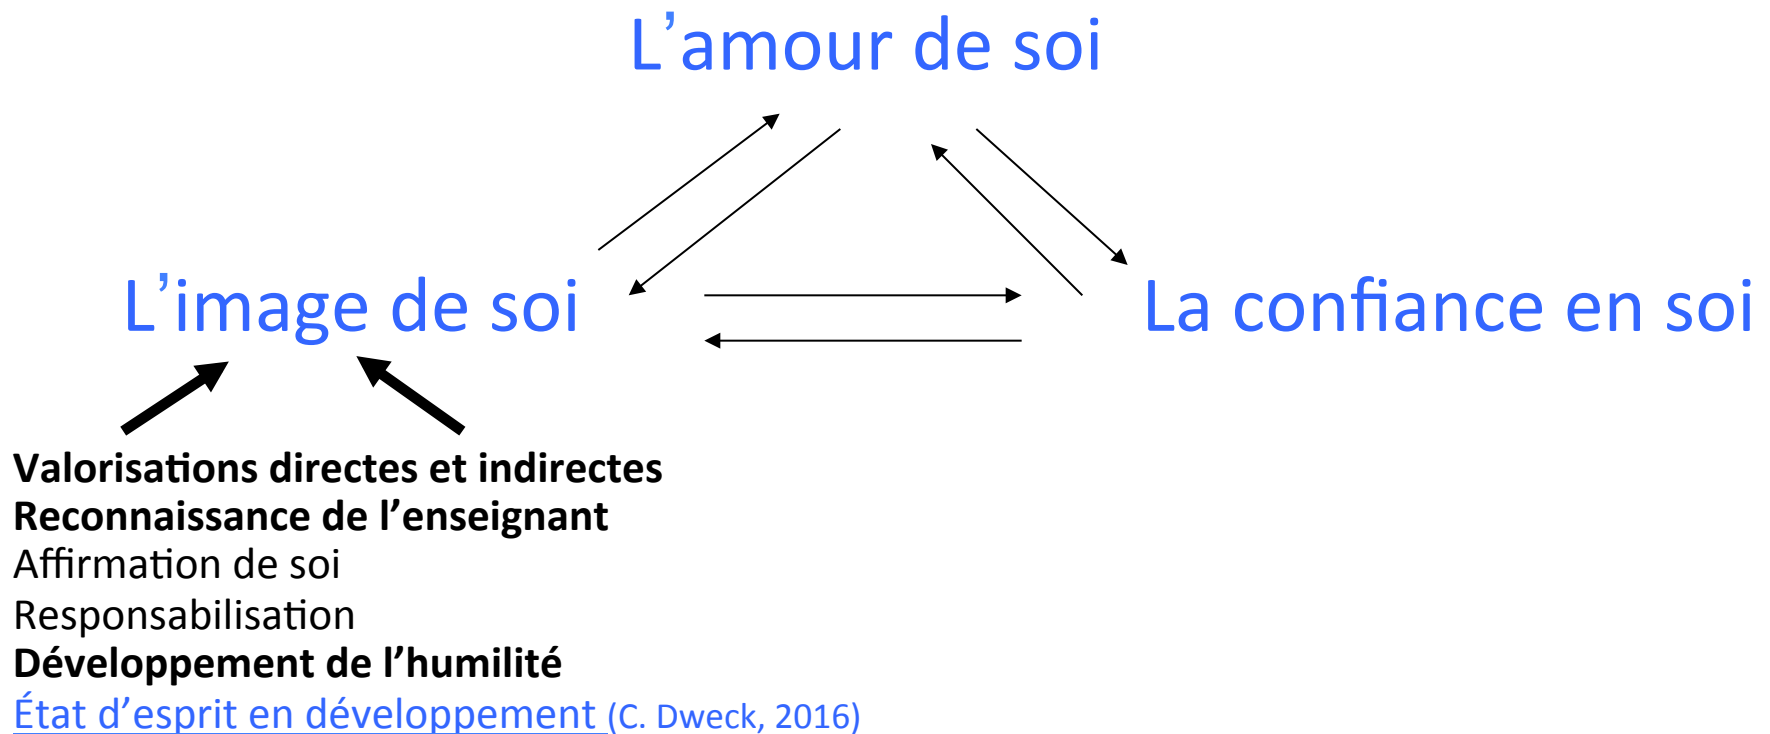 L’amour de soi
L’image de soi
La confiance en soi
Valorisations directes et indirectes
Reconnaissance de l’enseignant
Affirmation de soi
Responsabilisation
Développement de l’humilité
État d’esprit en développement (C. Dweck, 2016)